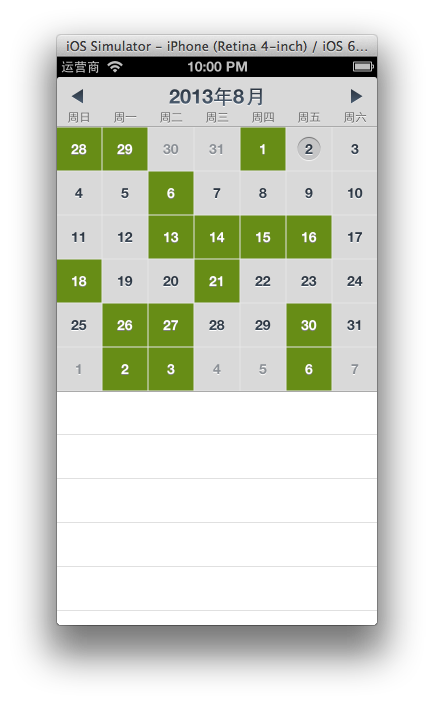 iOS Simulator – iPhone (Retina 4-inch) / iOS 6...
运营商 10:00 PM
2013年8月
周日 周一 周二 周三 周四 周五 周六
28 29 30 31 1 2 3
4 5 6 7 8 9 10
11 12 13 14 15 16 17
18 19 20 21 22 23 24
25 26 27 28 29 30 31
1 2 3 4 5 6 7